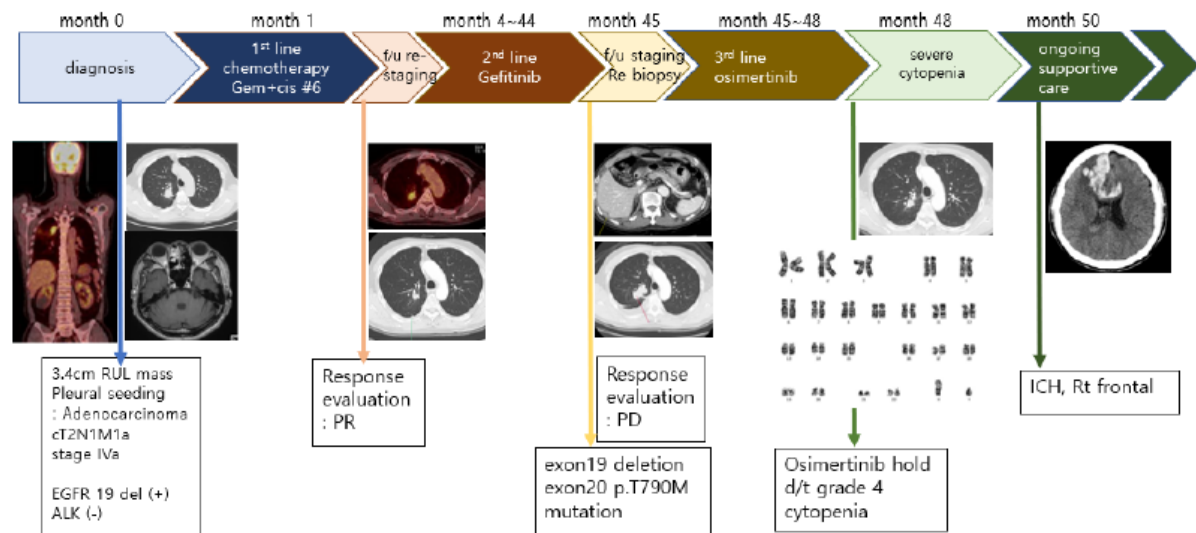 month 0
month 1
month 4~44
month 45
month 45~48
month 48
month 50
diagnosis
1st line
chemotherapy
Gem+cis #6
f/u re-
staging
2nd line
Gefitinib
f/u staging
Re biopsy
3rd line
osimertinib
severe
cytopenia
ongoing
supportive
care
3.4cm RUL mass
Pleural seeding
: Adenocarcinoma
cT2N1M1a
stage IVa
EGFR 19 del (+)
ALK (-)
Response
evaluation
: PR
Response
evaluation
: PD
exon19 deletion
exon20 p.T790M
mutation
Osimertinib hold
d/t grade 4
cytopenia
ICH, Rt frontal